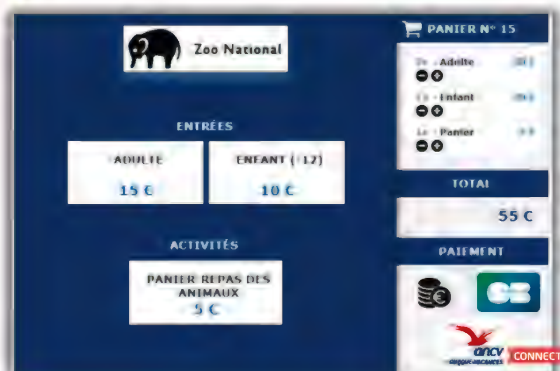 PANIER N° 15
Zoo National
Adulte
Enfant
Panier
ENTRÉES
ADULTE
ENFANT (-12)
15 €
10 €
TOTAL
55 €
ACTIVITÉS
PAIEMENT
PANIER REPAS DES
ANIMAUX
5 €
ancv
CONNECT